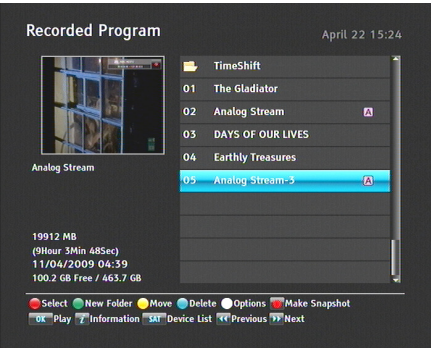 Recorded Program
April 22 15:24
TimeShift
01 The Gladiator
02 Analog Stream A
03 DAYS OF OUR LIVES
04 Earthly Treasures
05 Analog Stream-3 A
Analog Stream
19912 MB
(9Hour 3Min 48Sec)
11/04/2009 04:39
100.2 GB Free / 463.7 GB
Select New Folder Move Delete Options Make Snapshot
OK Play i Information SAT Device List Previous Next